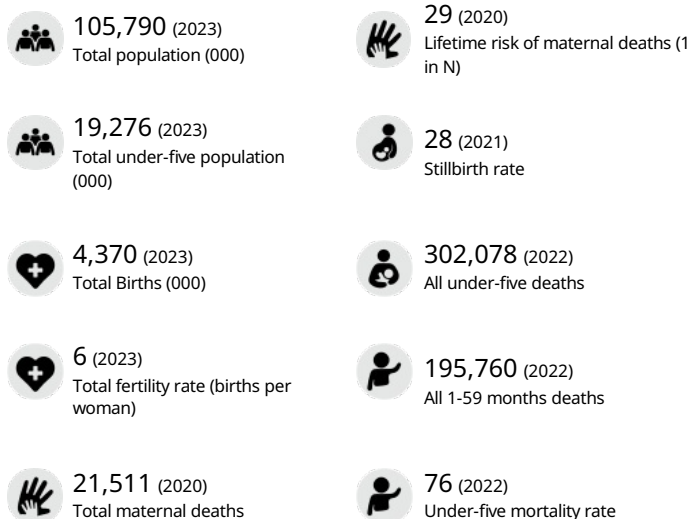 105,790 (2023)
Total population (000)
19,276 (2023)
Total under-five population
(000)
4,370 (2023)
Total Births (000)
6 (2023)
Total fertility rate (births per
woman)
21,511 (2020)
Total maternal deaths
29 (2020)
Lifetime risk of maternal deaths (1
in N)
28 (2021)
Stillbirth rate
302,078 (2022)
All under-five deaths
195,760 (2022)
All 1-59 months deaths
76 (2022)
Under-five mortality rate